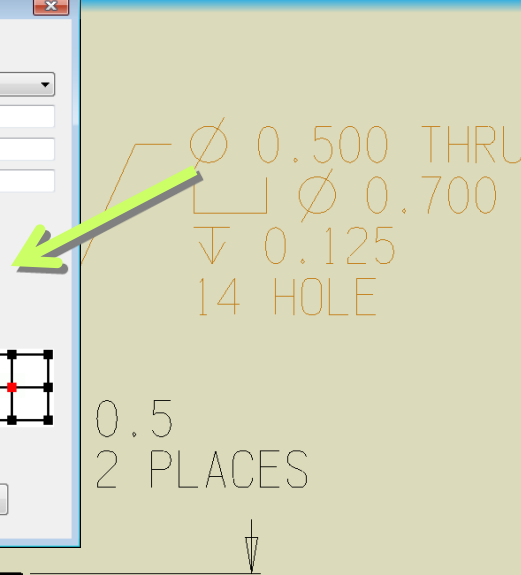 Ø 0.500 THRU
⌴ Ø 0.700
↧ 0.125
14 HOLE
0.5
2 PLACES